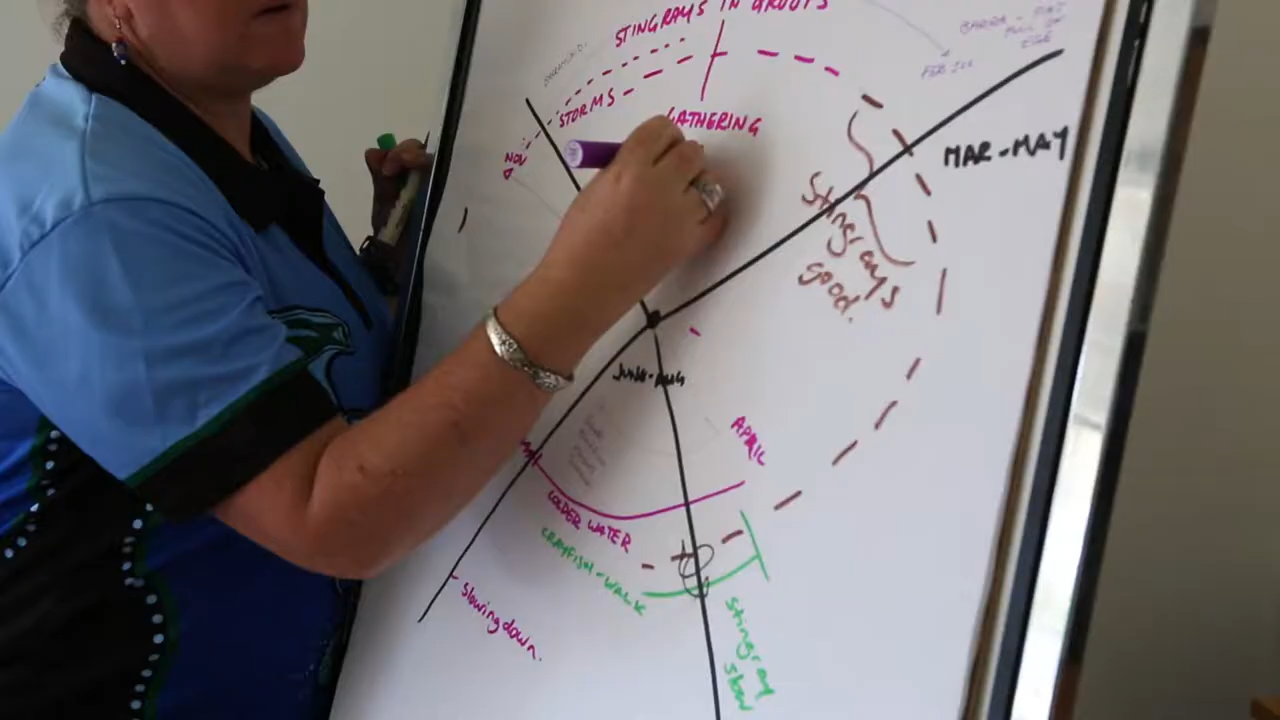 STINGRAYS IN GROUPS
STORMS
GATHERING
NOV
MAR-MAY
Stingrays
good.
JUNE-AUG
APRIL
COLDER WATER
CRAYFISH-WALK
slowing down.
stingray
slow